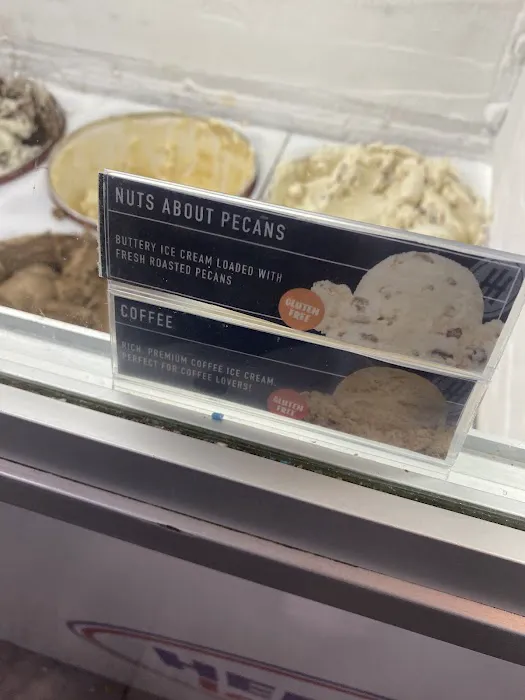 NUTS ABOUT PECANS
BUTTERY ICE CREAM LOADED WITH
FRESH ROASTED PECANS
GLUTEN
FREE
COFFEE
RICH, PREMIUM COFFEE ICE CREAM,
PERFECT FOR COFFEE LOVERS!
GLUTEN
FREE